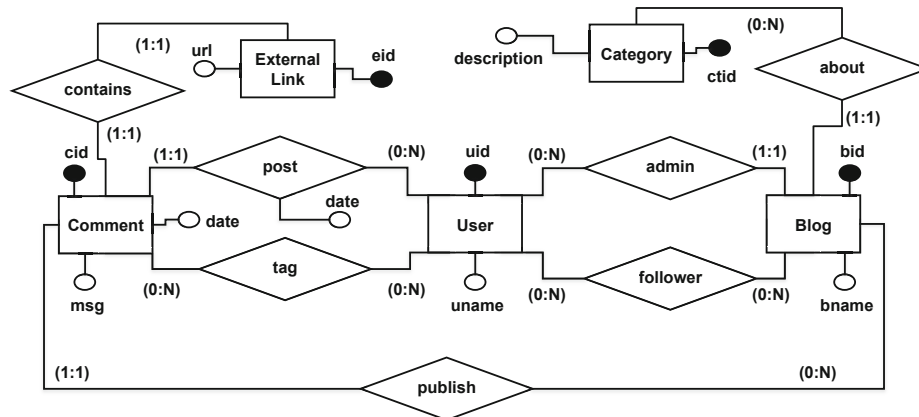 (0:N)
(1:1)
url
External
Link
eid
description
Category
ctid
about
contains
(1:1)
(1:1)
cid
(1:1)
post
(0:N)
uid
(0:N)
admin
(1:1)
bid
Comment
date
date
User
Blog
tag
follower
msg
(0:N)
(0:N)
uname
(0:N)
(0:N)
bname
(1:1)
publish
(0:N)